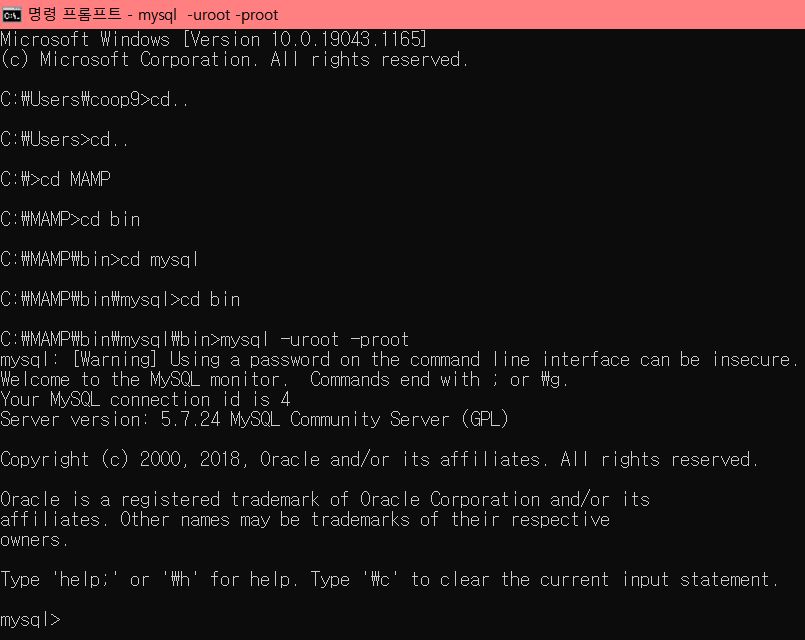 명령 프롬프트 - mysql  -uroot -proot
Microsoft Windows [Version 10.0.19043.1165]
(c) Microsoft Corporation. All rights reserved.
C:₩Users₩coop9>cd..
C:₩Users>cd..
C:₩>cd MAMP
C:₩MAMP>cd bin
C:₩MAMP₩bin>cd mysql
C:₩MAMP₩bin₩mysql>cd bin
C:₩MAMP₩bin₩mysql₩bin>mysql -uroot -proot
mysql: [Warning] Using a password on the command line interface can be insecure.
Welcome to the MySQL monitor.  Commands end with ; or ₩g.
Your MySQL connection id is 4
Server version: 5.7.24 MySQL Community Server (GPL)
Copyright (c) 2000, 2018, Oracle and/or its affiliates. All rights reserved.
Oracle is a registered trademark of Oracle Corporation and/or its
affiliates. Other names may be trademarks of their respective
owners.
Type 'help;' or '₩h' for help. Type '₩c' to clear the current input statement.
mysql>